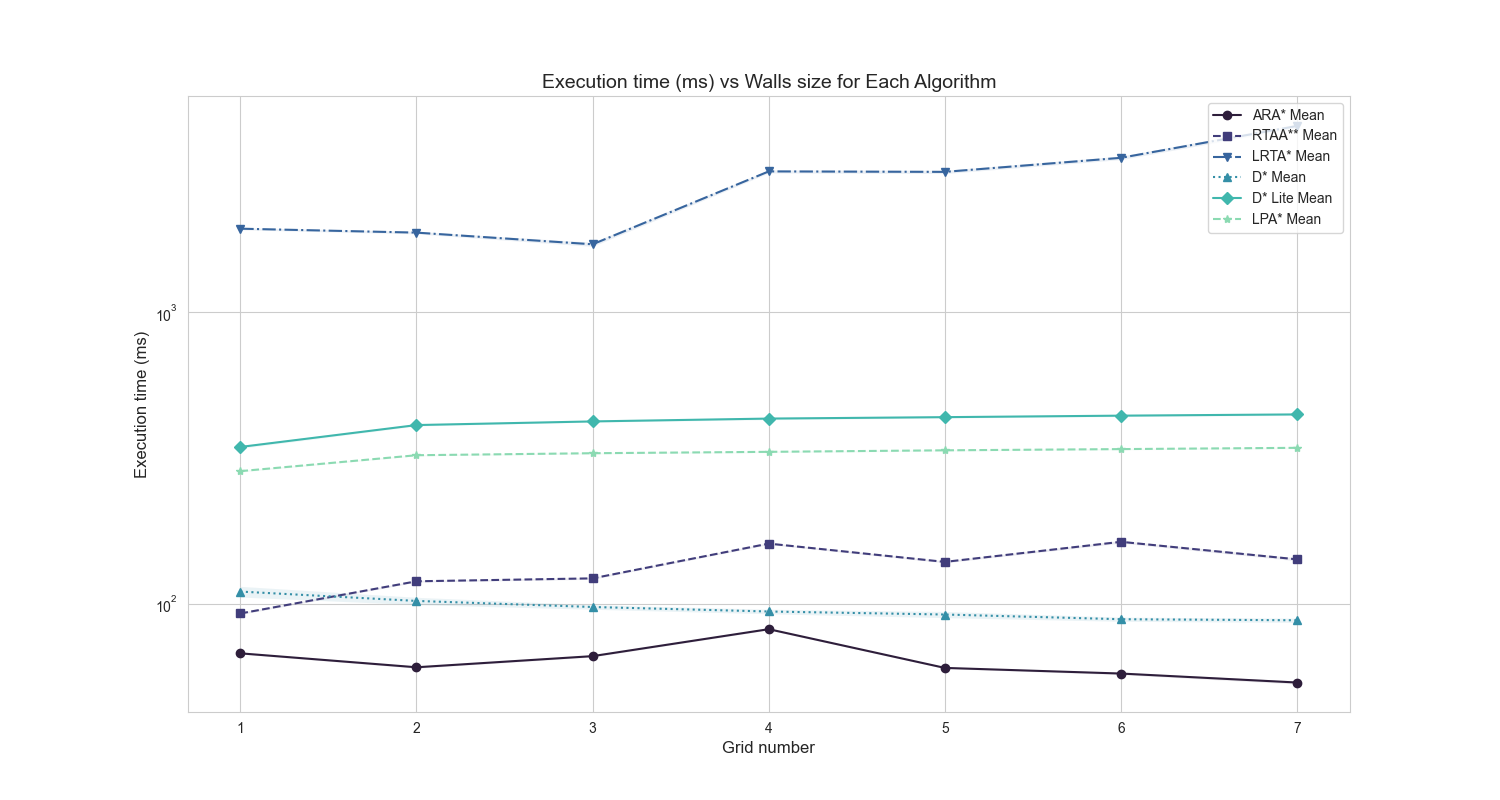 Execution time (ms) vs Walls size for Each Algorithm
ARA* Mean
RTAA** Mean
LRTA* Mean
D* Mean
D* Lite Mean
LPA* Mean
Execution time (ms)
10³
10²
1 2 3 4 5 6 7
Grid number